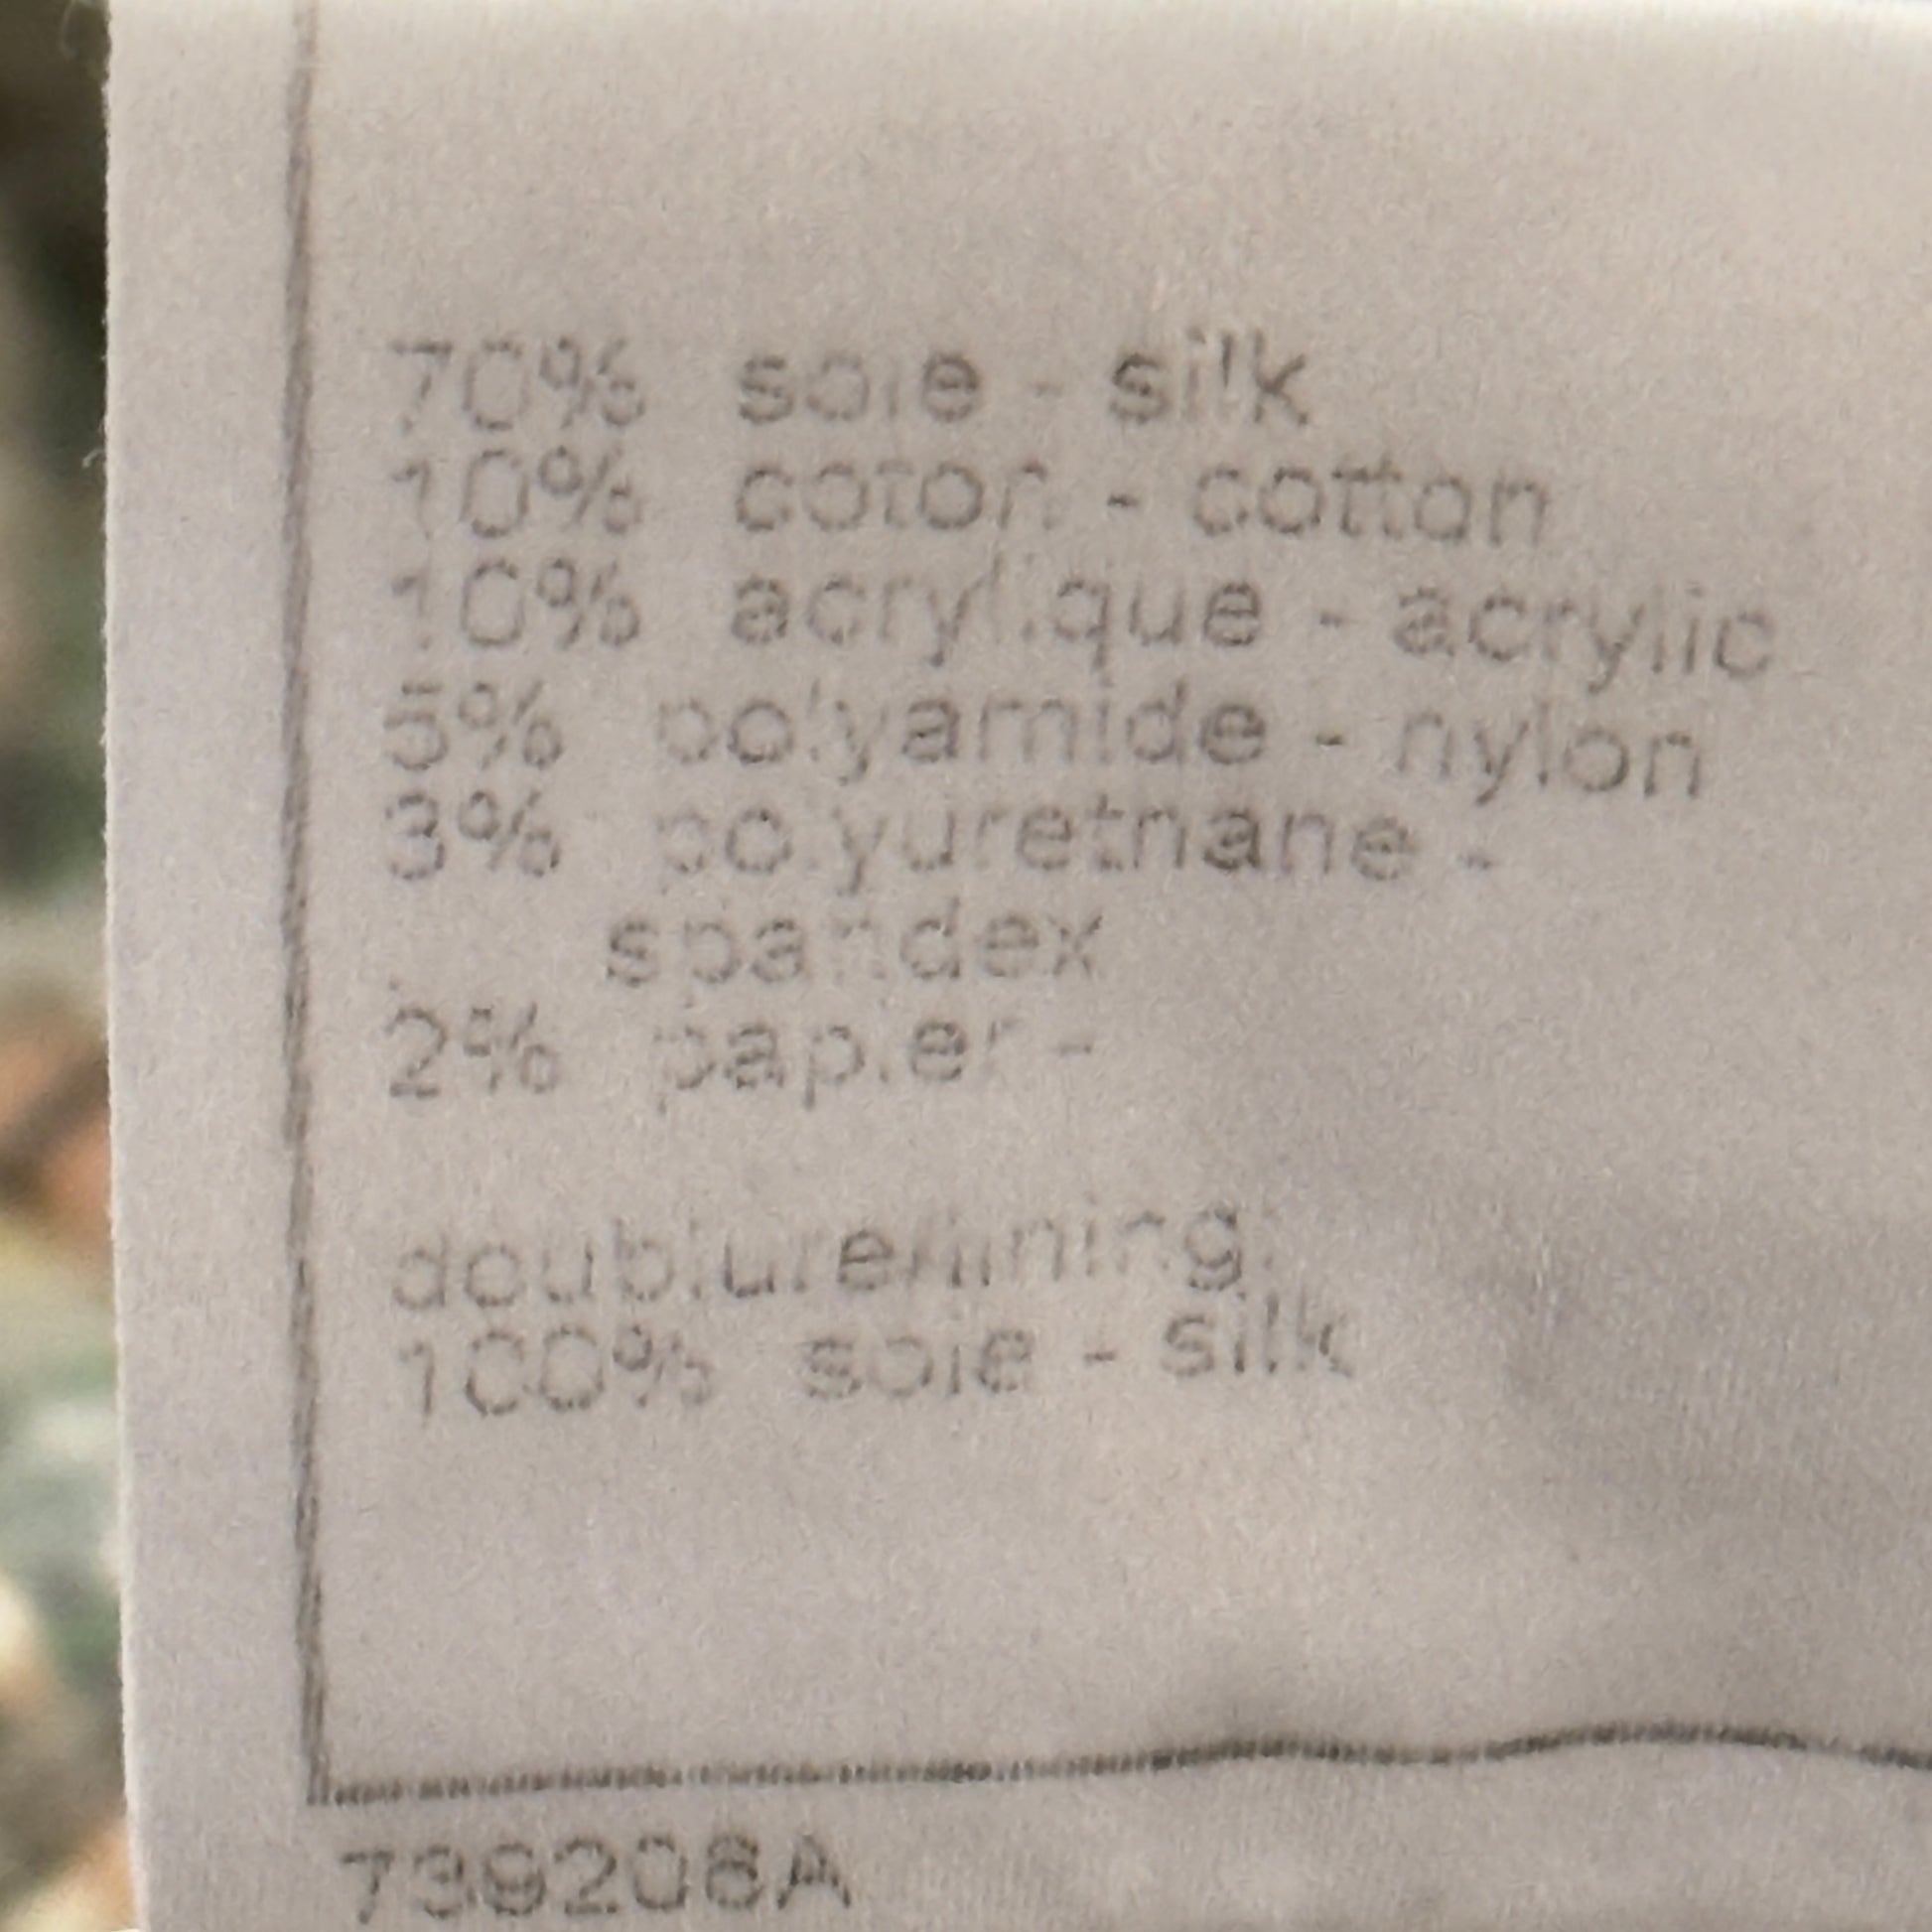 70% soie - silk
10% coton - cotton
10% acrylique - acrylic
5% polyamide - nylon
3% polyurethane -
spandex
2% papier -
doublure/lining:
100% soie - silk
739208A